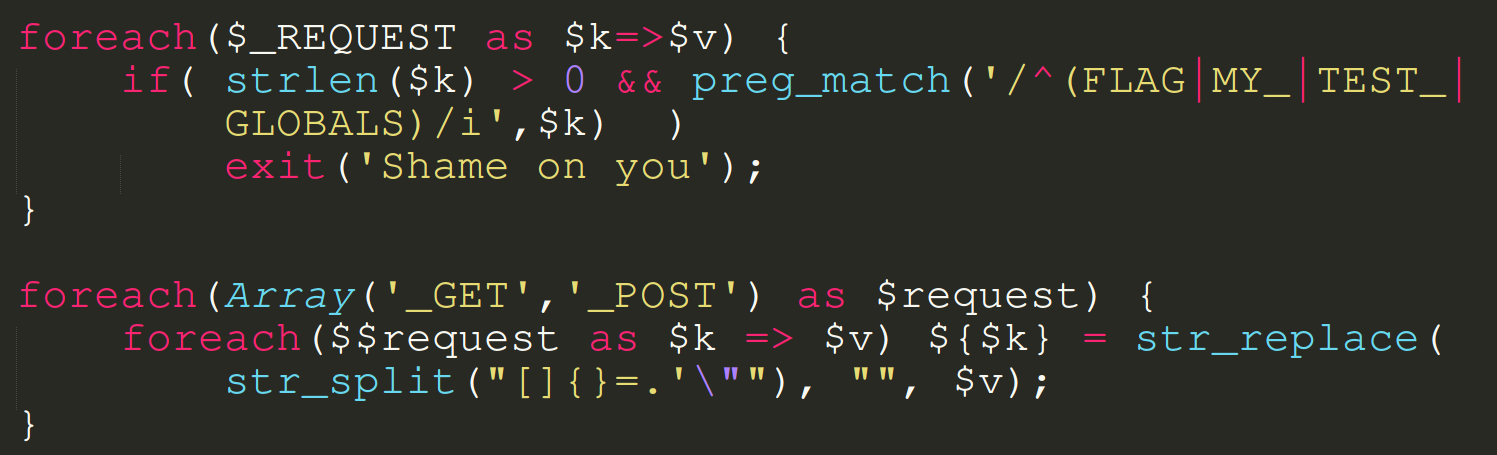 foreach($_REQUEST as $k=>$v) {
    if( strlen($k) > 0 && preg_match('/^(FLAG|MY_|TEST_|
        GLOBALS)/i',$k)  )
        exit('Shame on you');
}

foreach(Array('_GET','_POST') as $request) {
    foreach($$request as $k => $v) ${$k} = str_replace(
        str_split("[]{}=.'\""), "", $v);
}